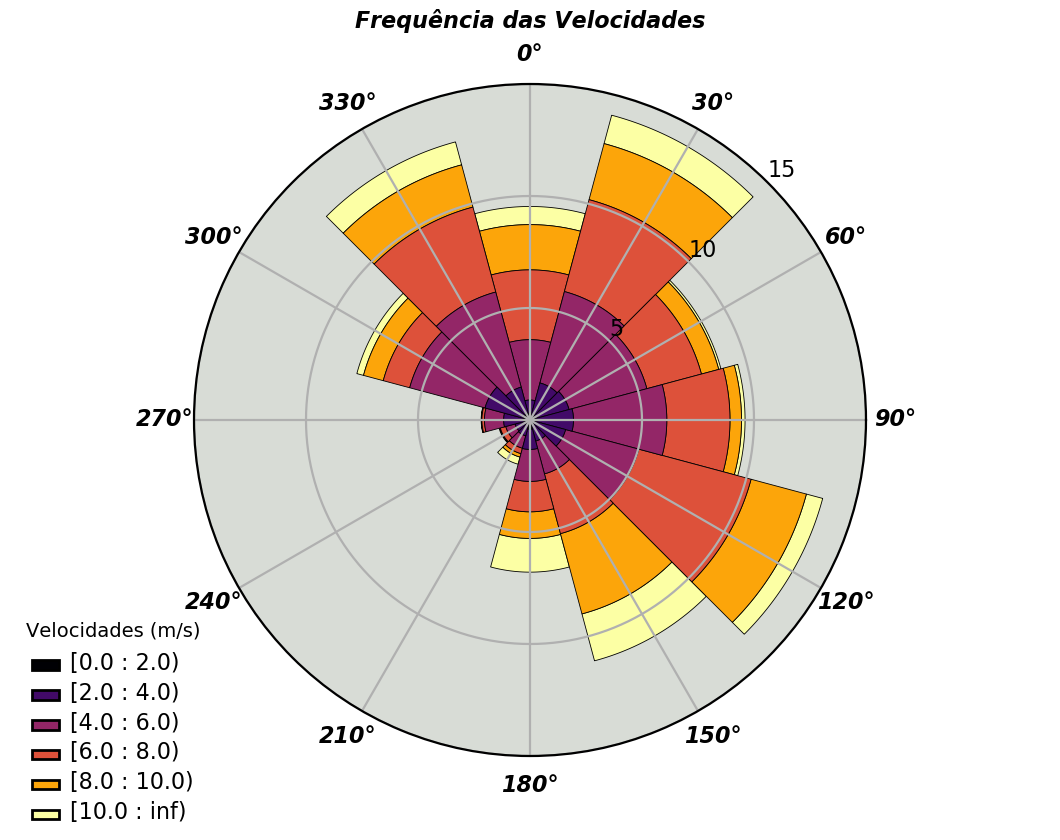 Frequência das Velocidades
0°
330°
30°
15
300°
60°
10
5
270°
90°
240°
120°
210°
150°
180°
Velocidades (m/s)
[0.0 : 2.0)
[2.0 : 4.0)
[4.0 : 6.0)
[6.0 : 8.0)
[8.0 : 10.0)
[10.0 : inf)